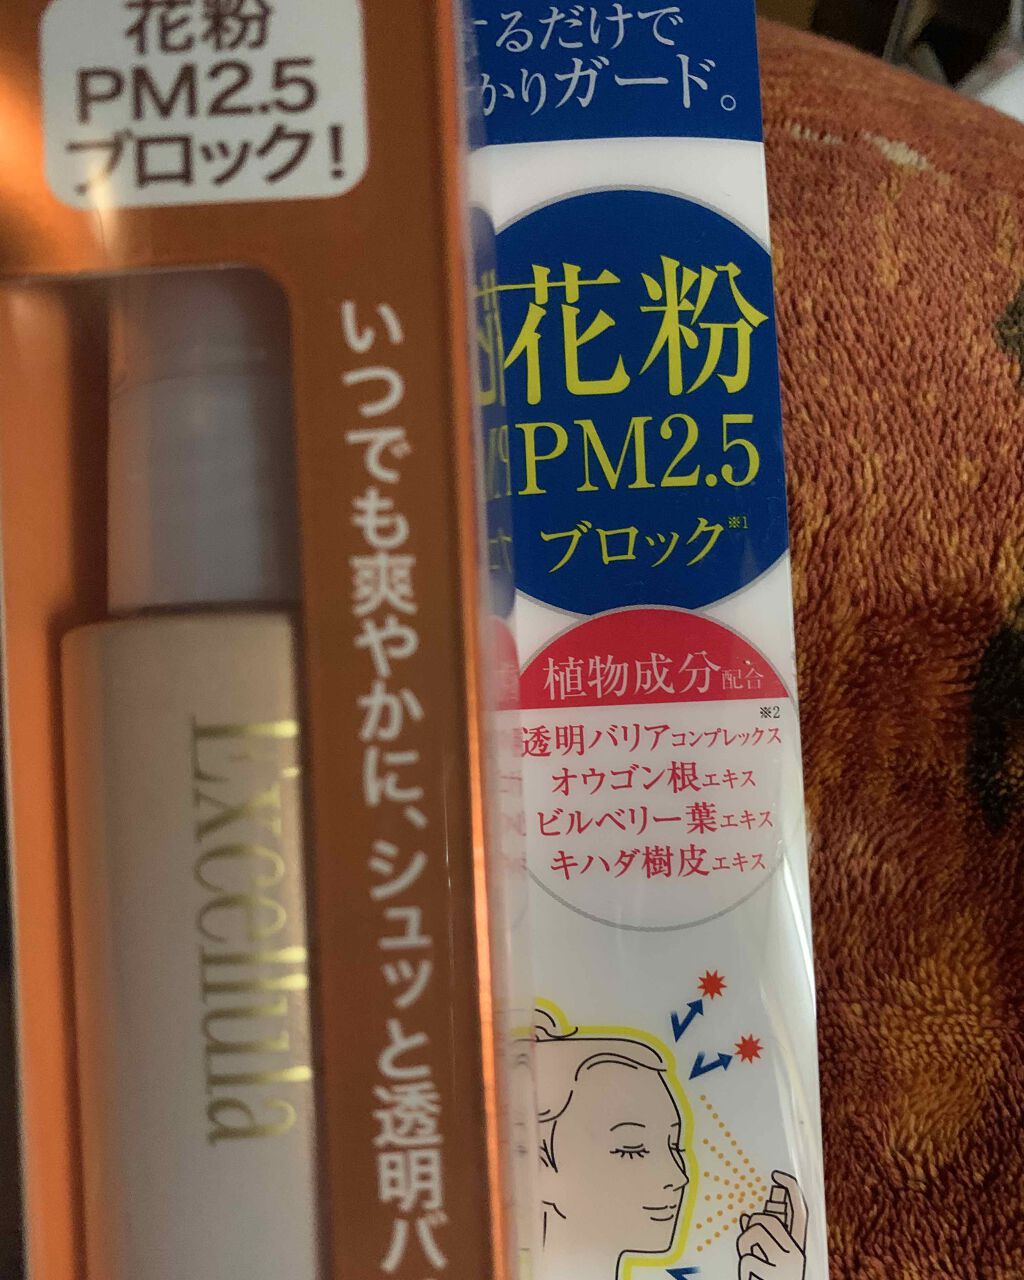 花粉
PM2.5
ブロック!
いつでも爽やかに、シュッと透明バ
Excellula
するだけで
かりガード。
花粉
PM2.5
ブロック※1
植物成分配合
※2
透明バリアコンプレックス
オウゴン根エキス
ビルベリー葉エキス
キハダ樹皮エキス